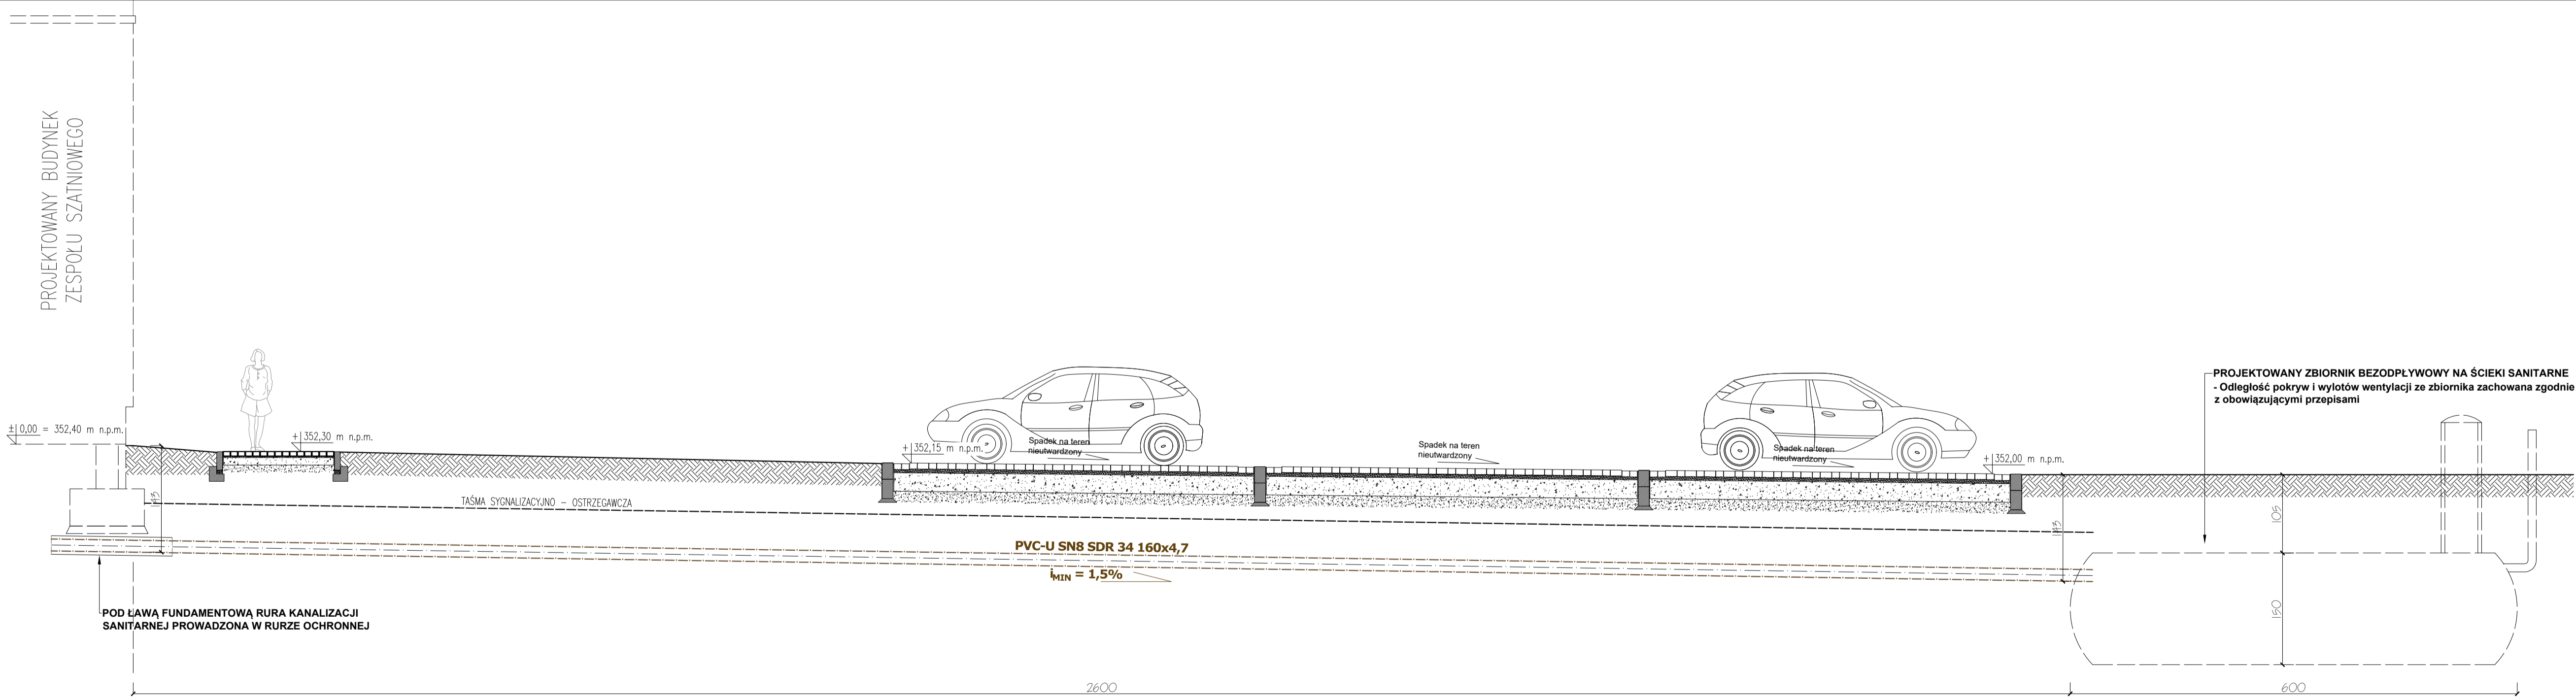 PROJEKTOWANY BUDYNEK
ZESPOŁU SZATNIOWEGO
±0,00 = 352,40 m n.p.m.
+352,30 m n.p.m.
+352,15 m n.p.m.
Spadek na teren
nieutwardzony
Spadek na teren
nieutwardzony
Spadek na teren
nieutwardzony
+352,00 m n.p.m.
PROJEKTOWANY ZBIORNIK BEZODPŁYWOWY NA ŚCIEKI SANITARNE
- Odległość pokryw i wylotów wentylacji ze zbiornika zachowana zgodnie
z obowiązującymi przepisami
TAŚMA SYGNALIZACYJNO - OSTRZEGAWCZA
PVC-U SN8 SDR 34 160x4,7
iMIN = 1,5%
POD ŁAWĄ FUNDAMENTOWĄ RURA KANALIZACJI
SANITARNEJ PROWADZONA W RURZE OCHRONNEJ
105
150
2600
600